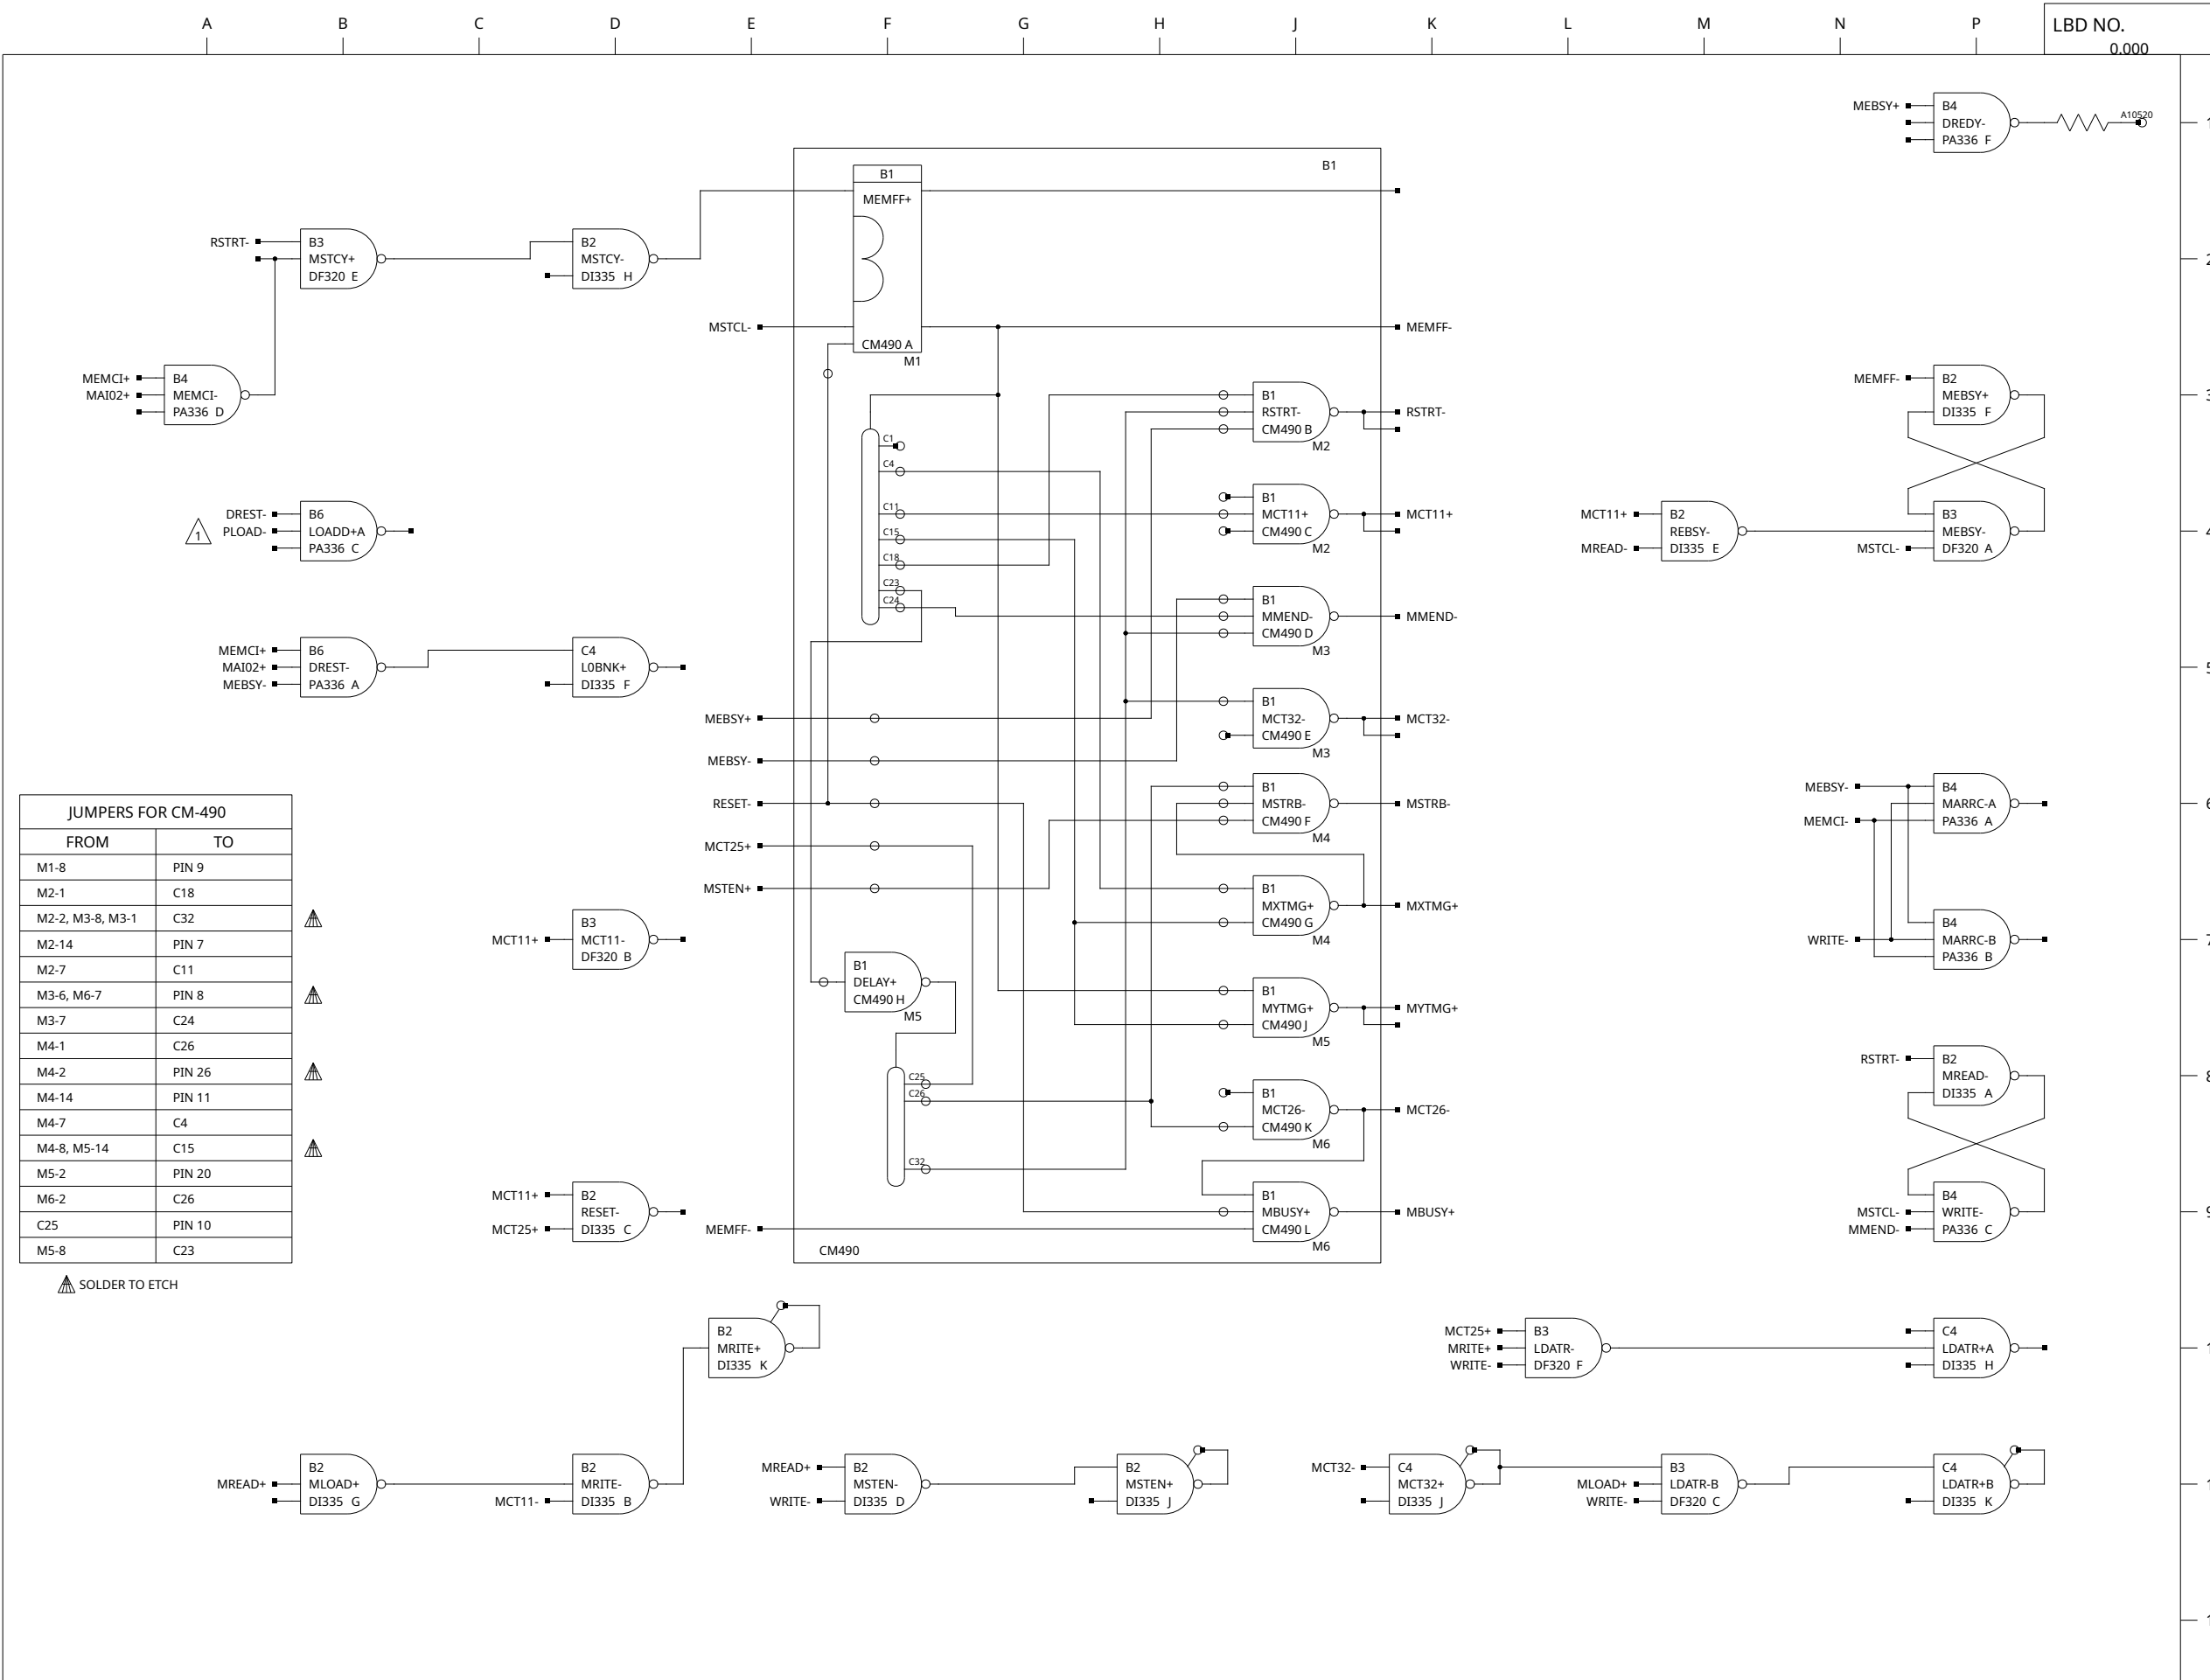 A B C D E F G H J K L M N P
LBD NO.
0.000
MEBSY+
B4
DREDY-
PA336 F
A10520
1
B1
B1
MEMFF+
CM490 A
M1
RSTRT-
B3
MSTCY+
DF320 E
B2
MSTCY-
DI335 H
2
MSTCL-
MEMFF-
MEMCI+
MAI02+
B4
MEMCI-
PA336 D
B1
RSTRT-
CM490 B
M2
RSTRT-
MEMFF-
B2
MEBSY+
DI335 F
3
C1
C4
C11
C15
C18
C23
C24
1
DREST-
PLOAD-
B6
LOADD+A
PA336 C
B1
MCT11+
CM490 C
M2
MCT11+
MCT11+
MREAD-
B2
REBSY-
DI335 E
MSTCL-
B3
MEBSY-
DF320 A
4
B1
MMEND-
CM490 D
M3
MMEND-
MEMCI+
MAI02+
MEBSY-
B6
DREST-
PA336 A
C4
L0BNK+
DI335 F
5
MEBSY+
MEBSY-
B1
MCT32-
CM490 E
M3
MCT32-
RESET-
MCT25+
MSTEN+
B1
MSTRB-
CM490 F
M4
MSTRB-
MEBSY-
MEMCI-
B4
MARRC-A
PA336 A
6
JUMPERS FOR CM-490
FROM TO
M1-8 PIN 9
M2-1 C18
M2-2, M3-8, M3-1 C32
M2-14 PIN 7
M2-7 C11
M3-6, M6-7 PIN 8
M3-7 C24
M4-1 C26
M4-2 PIN 26
M4-14 PIN 11
M4-7 C4
M4-8, M5-14 C15
M5-2 PIN 20
M6-2 C26
C25 PIN 10
M5-8 C23
SOLDER TO ETCH
MCT11+
B3
MCT11-
DF320 B
B1
MXTMG+
CM490 G
M4
MXTMG+
WRITE-
B4
MARRC-B
PA336 B
7
B1
DELAY+
CM490 H
M5
B1
MYTMG+
CM490 J
M5
MYTMG+
C25
C26
C32
B1
MCT26-
CM490 K
M6
MCT26-
RSTRT-
B2
MREAD-
DI335 A
8
MCT11+
MCT25+
B2
RESET-
DI335 C
MEMFF-
B1
MBUSY+
CM490 L
M6
MBUSY+
CM490
MSTCL-
MMEND-
B4
WRITE-
PA336 C
9
B2
MRITE+
DI335 K
MCT25+
MRITE+
WRITE-
B3
LDATR-
DF320 F
C4
LDATR+A
DI335 H
1
MREAD+
B2
MLOAD+
DI335 G
MCT11-
B2
MRITE-
DI335 B
MREAD+
WRITE-
B2
MSTEN-
DI335 D
B2
MSTEN+
DI335 J
MCT32-
C4
MCT32+
DI335 J
MLOAD+
WRITE-
B3
LDATR-B
DF320 C
C4
LDATR+B
DI335 K
1
1